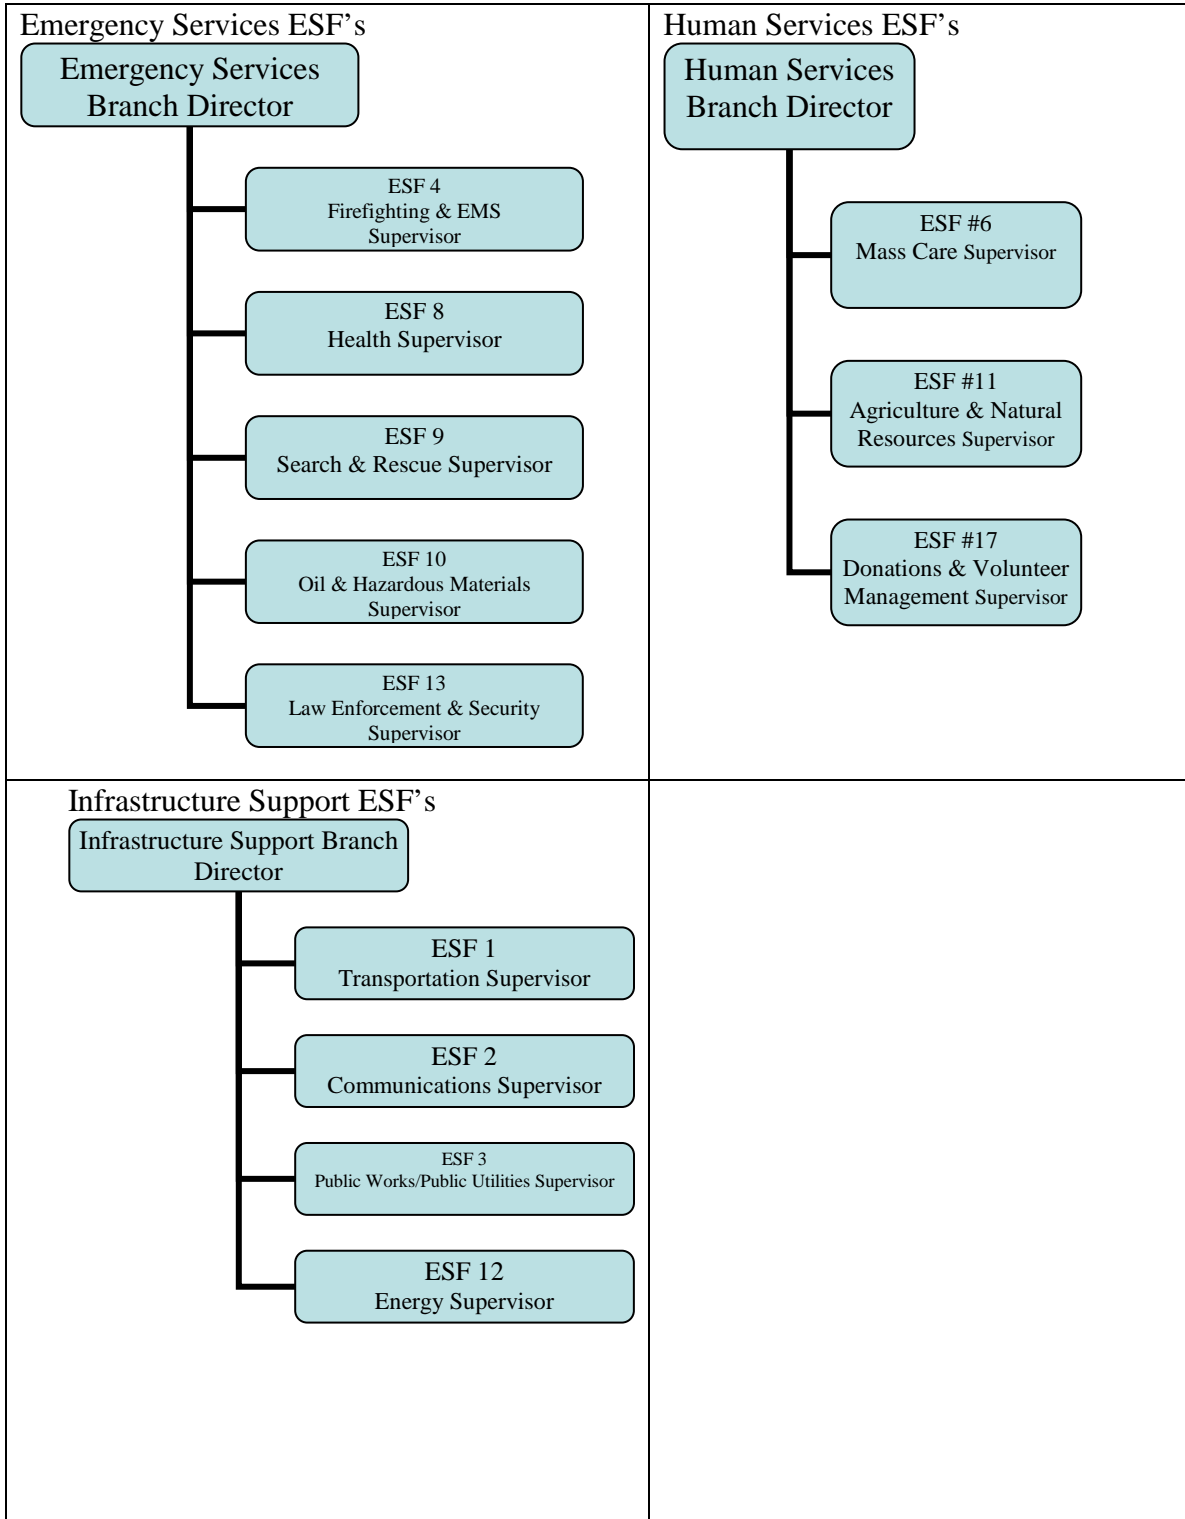 Emergency Services ESF’s
Emergency Services
Branch Director
ESF 4
Firefighting & EMS
Supervisor
ESF 8
Health Supervisor
ESF 9
Search & Rescue Supervisor
ESF 10
Oil & Hazardous Materials
Supervisor
ESF 13
Law Enforcement & Security
Supervisor
Human Services ESF’s
Human Services
Branch Director
ESF #6
Mass Care Supervisor
ESF #11
Agriculture & Natural
Resources Supervisor
ESF #17
Donations & Volunteer
Management Supervisor
Infrastructure Support ESF’s
Infrastructure Support Branch
Director
ESF 1
Transportation Supervisor
ESF 2
Communications Supervisor
ESF 3
Public Works/Public Utilities Supervisor
ESF 12
Energy Supervisor